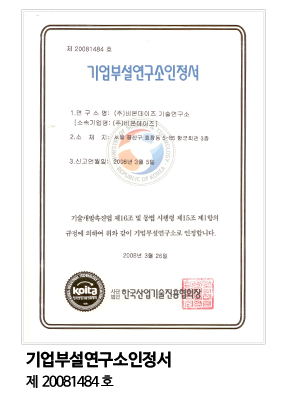 제 20081484 호
기업부설연구소인정서
1.연 구 소 명: (주)비욘데이즈 기술연구소
[소속기업명: (주)비욘데이즈]
2.소 재 지: 서울 용산구
3.신고연월일: 2008년 3월 5일
기술개발촉진법 제16조 및 동법 시행령 제15조 제1항의
규정에 의하여 위와 같이 기업부설연구소로 인정합니다.
2008년 3월 26일
koita
사단법인 한국산업기술진흥협회장
기업부설연구소인정서
제 20081484 호